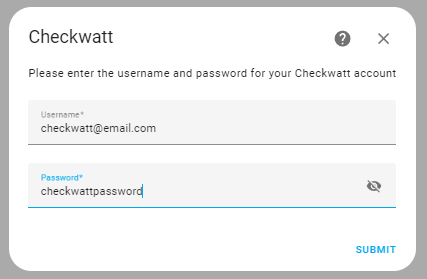 Checkwatt
Please enter the username and password for your Checkwatt account
Username*
checkwatt@email.com
Password*
checkwattpassword
SUBMIT